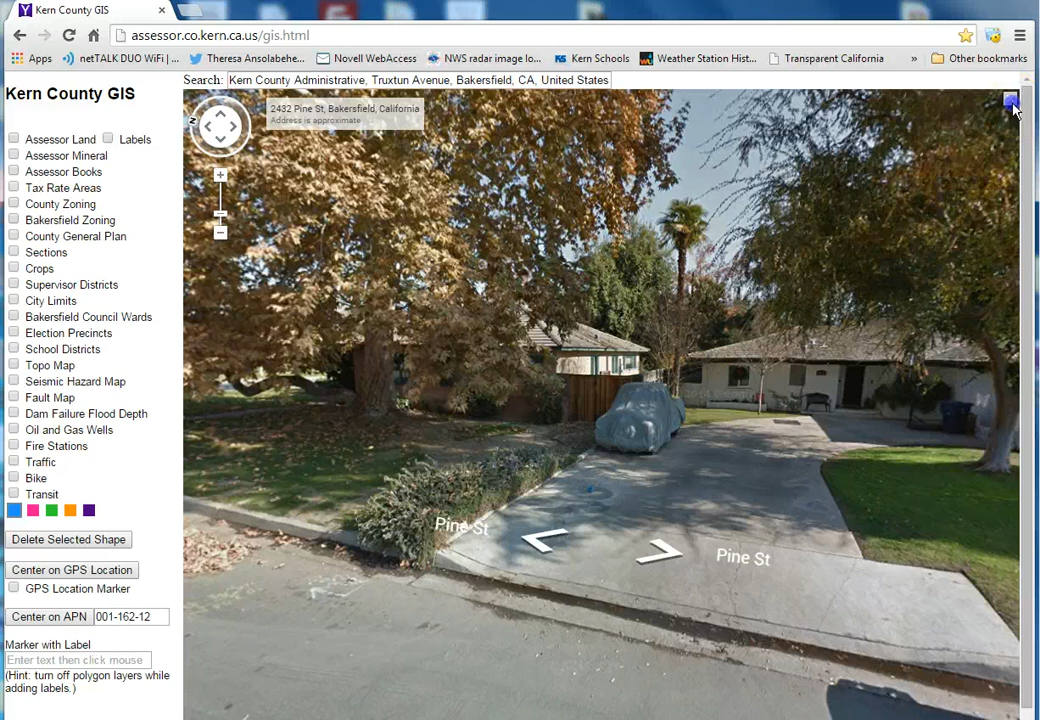 Kern County GIS
assessor.co.kern.ca.us/gis.html
Apps
netTALK DUO WiFi |...
Theresa Ansolabehe...
Novell WebAccess
NWS radar image lo...
Kern Schools
Weather Station Hist...
Transparent California
»
Other bookmarks
Kern County GIS
Search: Kern County Administrative, Truxtun Avenue, Bakersfield, CA, United States
2432 Pine St, Bakersfield, California
Address is approximate
N
Assessor Land
Labels
Assessor Mineral
Assessor Books
Tax Rate Areas
County Zoning
Bakersfield Zoning
County General Plan
Sections
Crops
Supervisor Districts
City Limits
Bakersfield Council Wards
Election Precincts
School Districts
Topo Map
Seismic Hazard Map
Fault Map
Dam Failure Flood Depth
Oil and Gas Wells
Fire Stations
Traffic
Bike
Transit
Delete Selected Shape
Center on GPS Location
GPS Location Marker
Center on APN 001-162-12
Marker with Label
Enter text then click mouse
(Hint: turn off polygon layers while
adding labels.)
Pine St
Pine St